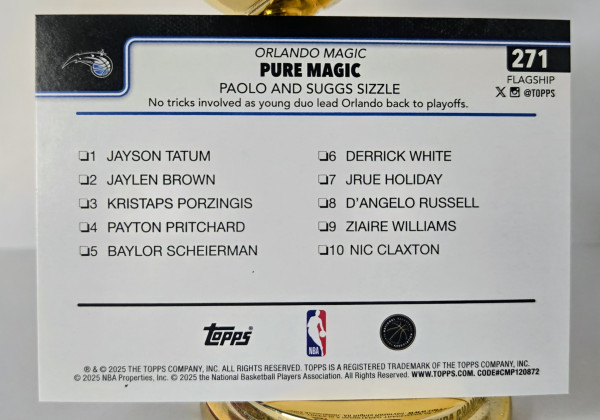 ORLANDO MAGIC
PURE MAGIC
PAOLO AND SUGGS SIZZLE
No tricks involved as young duo lead Orlando back to playoffs.
271
FLAGSHIP
@TOPPS
1 JAYSON TATUM
2 JAYLEN BROWN
3 KRISTAPS PORZINGIS
4 PAYTON PRITCHARD
5 BAYLOR SCHEIERMAN
6 DERRICK WHITE
7 JRUE HOLIDAY
8 D'ANGELO RUSSELL
9 ZIAIRE WILLIAMS
10 NIC CLAXTON
Topps
NBA
® & © 2025 THE TOPPS COMPANY, INC. ALL RIGHTS RESERVED. TOPPS IS A REGISTERED TRADEMARK OF THE TOPPS COMPANY, INC.
© 2025 NBA Properties, Inc. © 2025 the National Basketball Players Association. All Rights Reserved. WWW.TOPPS.COM. CODE#CMP120872